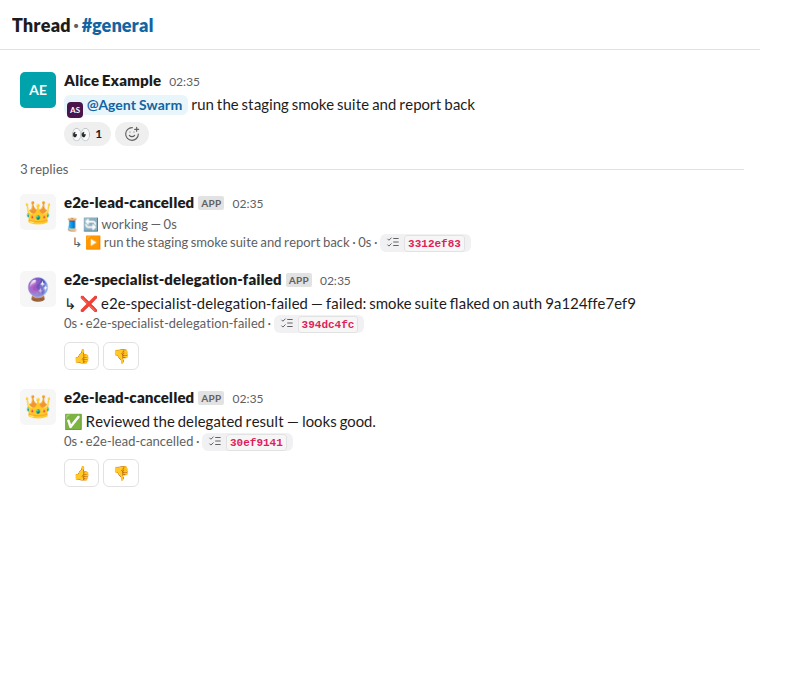 Thread • #general
AE
Alice Example 02:35
AS @Agent Swarm run the staging smoke suite and report back
👀 1
3 replies
e2e-lead-cancelled APP 02:35
🧵 🔄 working — 0s
↳ ▶️ run the staging smoke suite and report back · 0s · 3312ef83
e2e-specialist-delegation-failed APP 02:35
↳ ❌ e2e-specialist-delegation-failed — failed: smoke suite flaked on auth 9a124ffe7ef9
0s · e2e-specialist-delegation-failed · 394dc4fc
👍 👎
e2e-lead-cancelled APP 02:35
✅ Reviewed the delegated result — looks good.
0s · e2e-lead-cancelled · 30ef9141
👍 👎